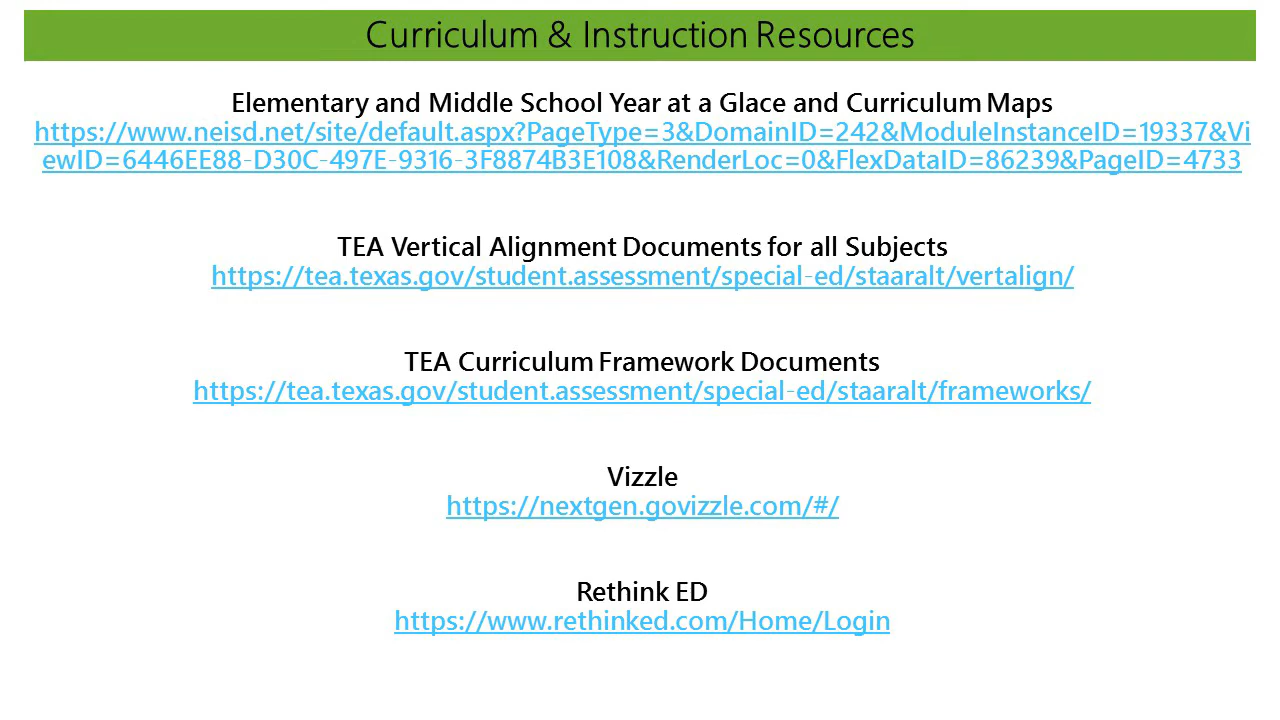 Curriculum & Instruction Resources
Elementary and Middle School Year at a Glace and Curriculum Maps
https://www.neisd.net/site/default.aspx?PageType=3&DomainID=242&ModuleInstanceID=19337&Vi
ewID=6446EE88-D30C-497E-9316-3F8874B3E108&RenderLoc=0&FlexDataID=86239&PageID=4733
TEA Vertical Alignment Documents for all Subjects
https://tea.texas.gov/student.assessment/special-ed/staaralt/vertalign/
TEA Curriculum Framework Documents
https://tea.texas.gov/student.assessment/special-ed/staaralt/frameworks/
Vizzle
https://nextgen.govizzle.com/#/
Rethink ED
https://www.rethinked.com/Home/Login